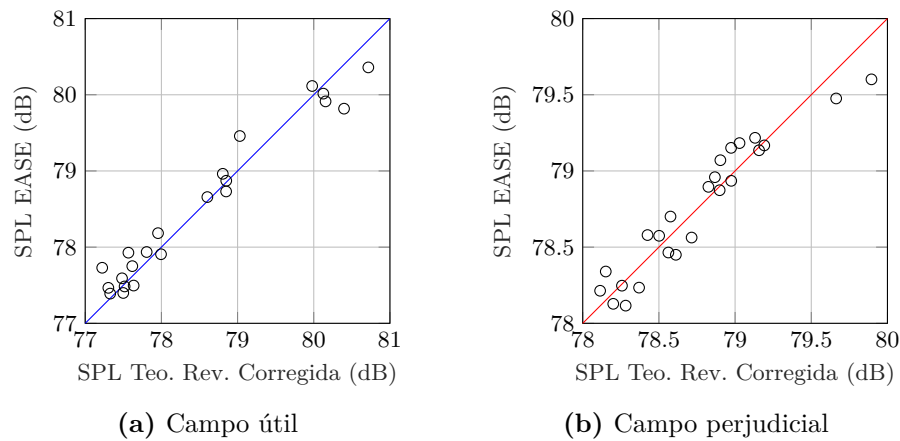 81
80
79
78
77
77 78 79 80 81
SPL EASE (dB)
SPL Teo. Rev. Corregida (dB)
(a) Campo útil
80
79.5
79
78.5
78
78 78.5 79 79.5 80
SPL EASE (dB)
SPL Teo. Rev. Corregida (dB)
(b) Campo perjudicial